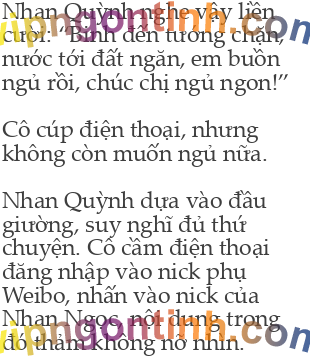 Nhan Quỳnh nghe vậy liền
cười: “Binh đến tướng chặn,
nước tới đất ngăn, em buồn
ngủ rồi, chúc chị ngủ ngon!”
Cô cúp điện thoại, nhưng
không còn muốn ngủ nữa.
Nhan Quỳnh dựa vào đầu
giường, suy nghĩ đủ thứ
chuyện. Cô cầm điện thoại
đăng nhập vào nick phụ
Weibo, nhấn vào nick của
Nhan Ngọc, nội dung trong
đó thảm không nỡ nhìn.
vipngontinh.com
vipngontinh.com